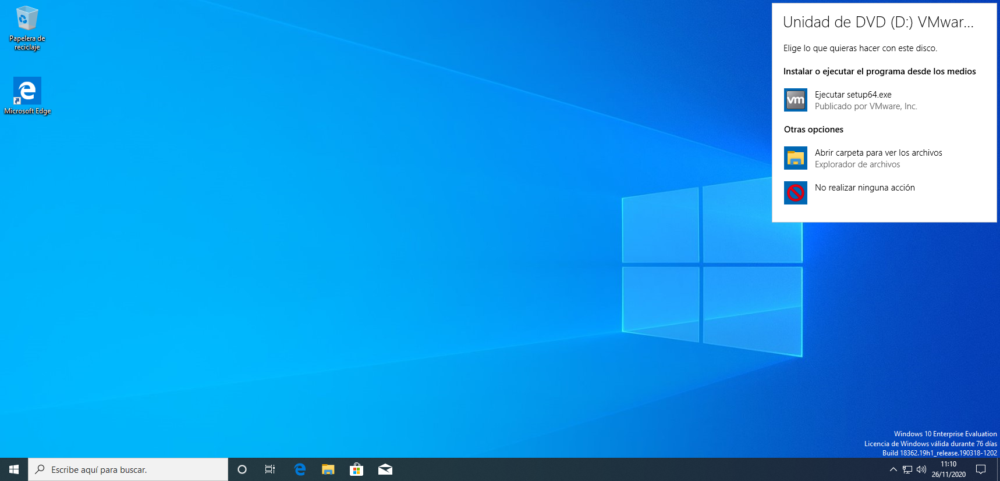 Papelera de
reciclaje
Microsoft Edge
Unidad de DVD (D:) VMwar...
Elige lo que quieras hacer con este disco.
Instalar o ejecutar el programa desde los medios
vm
Ejecutar setup64.exe
Publicado por VMware, Inc.
Otras opciones
Abrir carpeta para ver los archivos
Explorador de archivos
No realizar ninguna acción
Windows 10 Enterprise Evaluation
Licencia de Windows válida durante 76 días
Build 18362.19h1_release.190318-1202
Escribe aquí para buscar.
11:10
26/11/2020